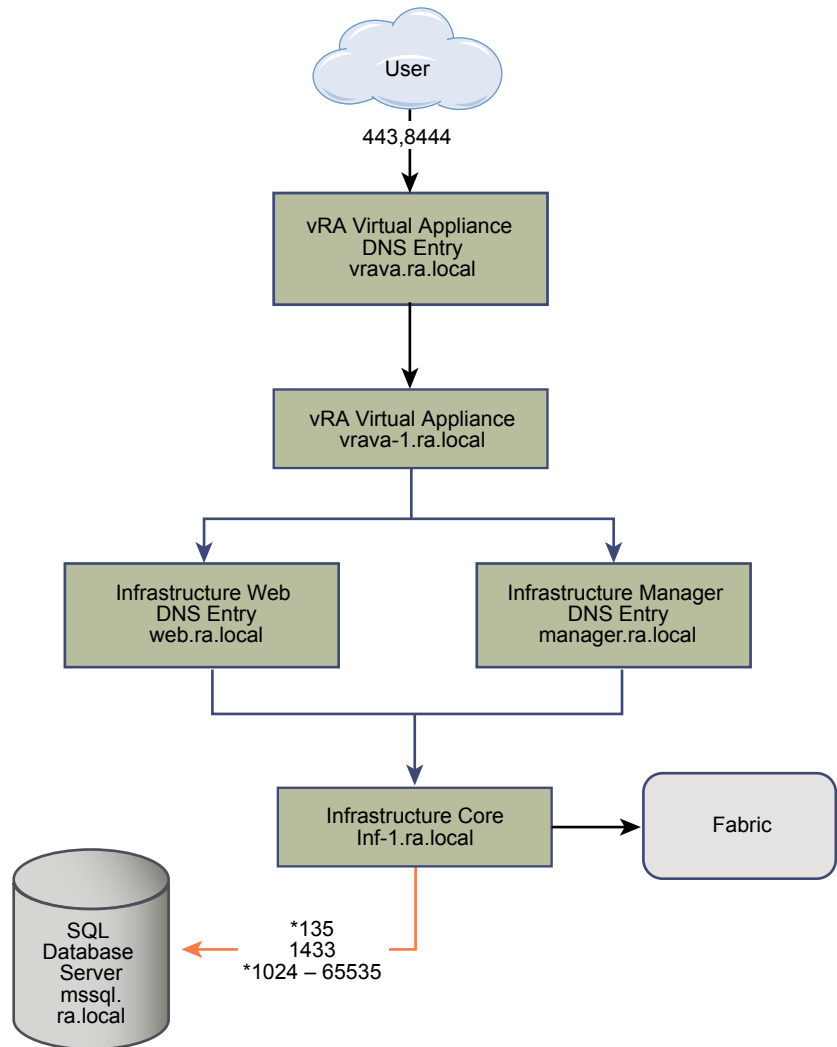 User
443,8444
vRA Virtual Appliance
DNS Entry
vrava.ra.local
vRA Virtual Appliance
vrava-1.ra.local
Infrastructure Web
DNS Entry
web.ra.local
Infrastructure Manager
DNS Entry
manager.ra.local
Infrastructure Core
Inf-1.ra.local
Fabric
SQL
Database
Server
mssql.
ra.local
*135
1433
*1024 – 65535